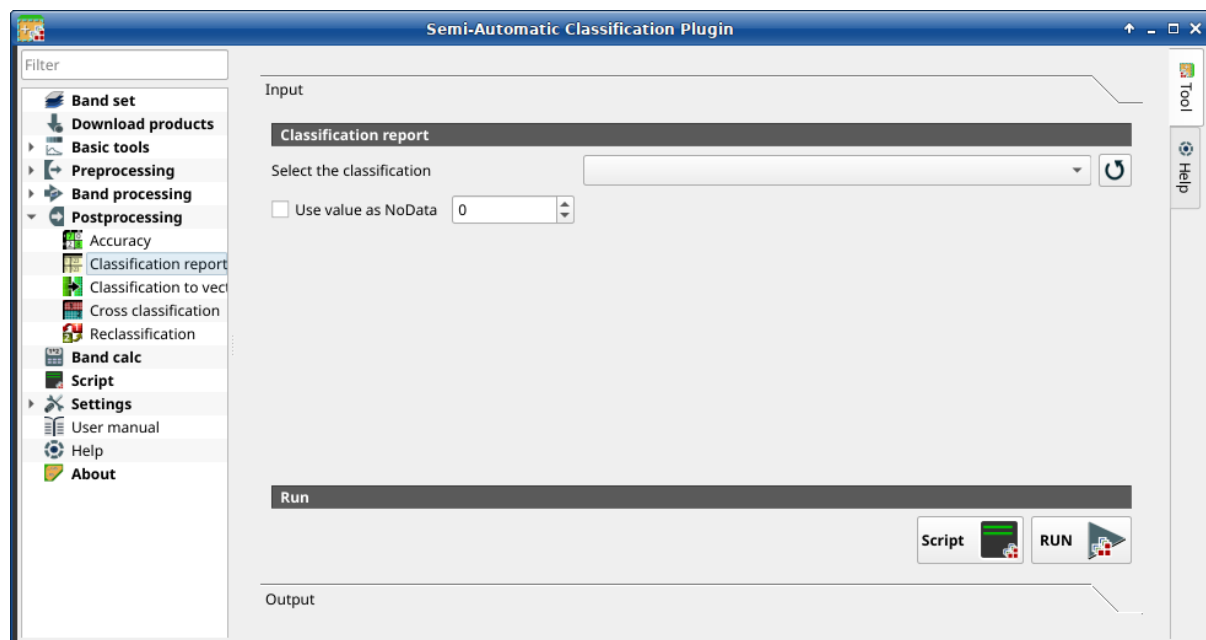 Semi-Automatic Classification Plugin
Filter
Band set
Download products
Basic tools
Preprocessing
Band processing
Postprocessing
Accuracy
Classification report
Classification to vect
Cross classification
Reclassification
Band calc
Script
Settings
User manual
Help
About
Input
Classification report
Select the classification
Use value as NoData 0
Run
Script RUN
Output
Tool
Help